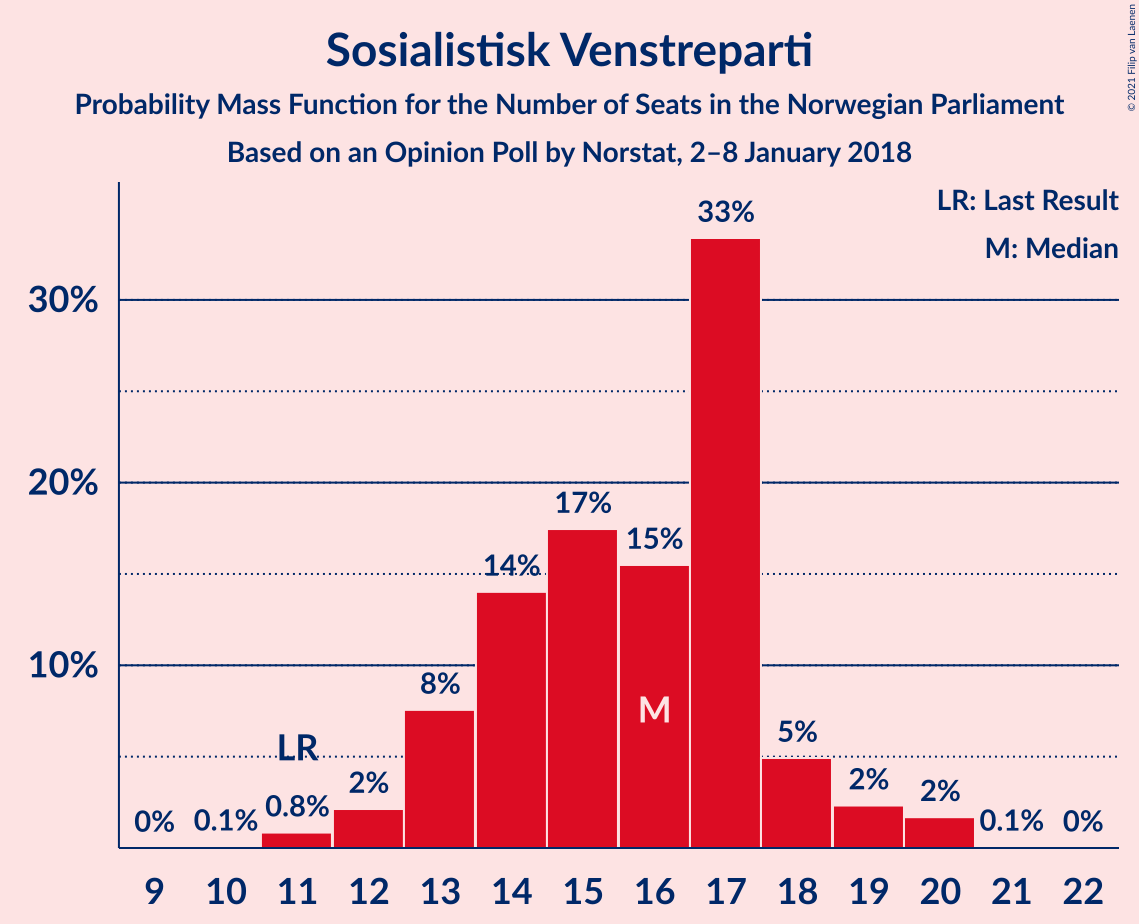 Sosialistisk Venstreparti
Probability Mass Function for the Number of Seats in the Norwegian Parliament
Based on an Opinion Poll by Norstat, 2–8 January 2018
© 2021 Filip van Laenen
LR: Last Result
M: Median
30%
20%
10%
0%
0.1%
0.8%
LR
2%
8%
14%
17%
15%
M
33%
5%
2%
2%
0.1%
0%
9 10 11 12 13 14 15 16 17 18 19 20 21 22